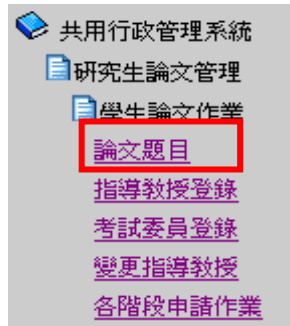 共用行政管理系統
研究生論文管理
學生論文作業
論文題目
指導教授登錄
考試委員登錄
變更指導教授
各階段申請作業